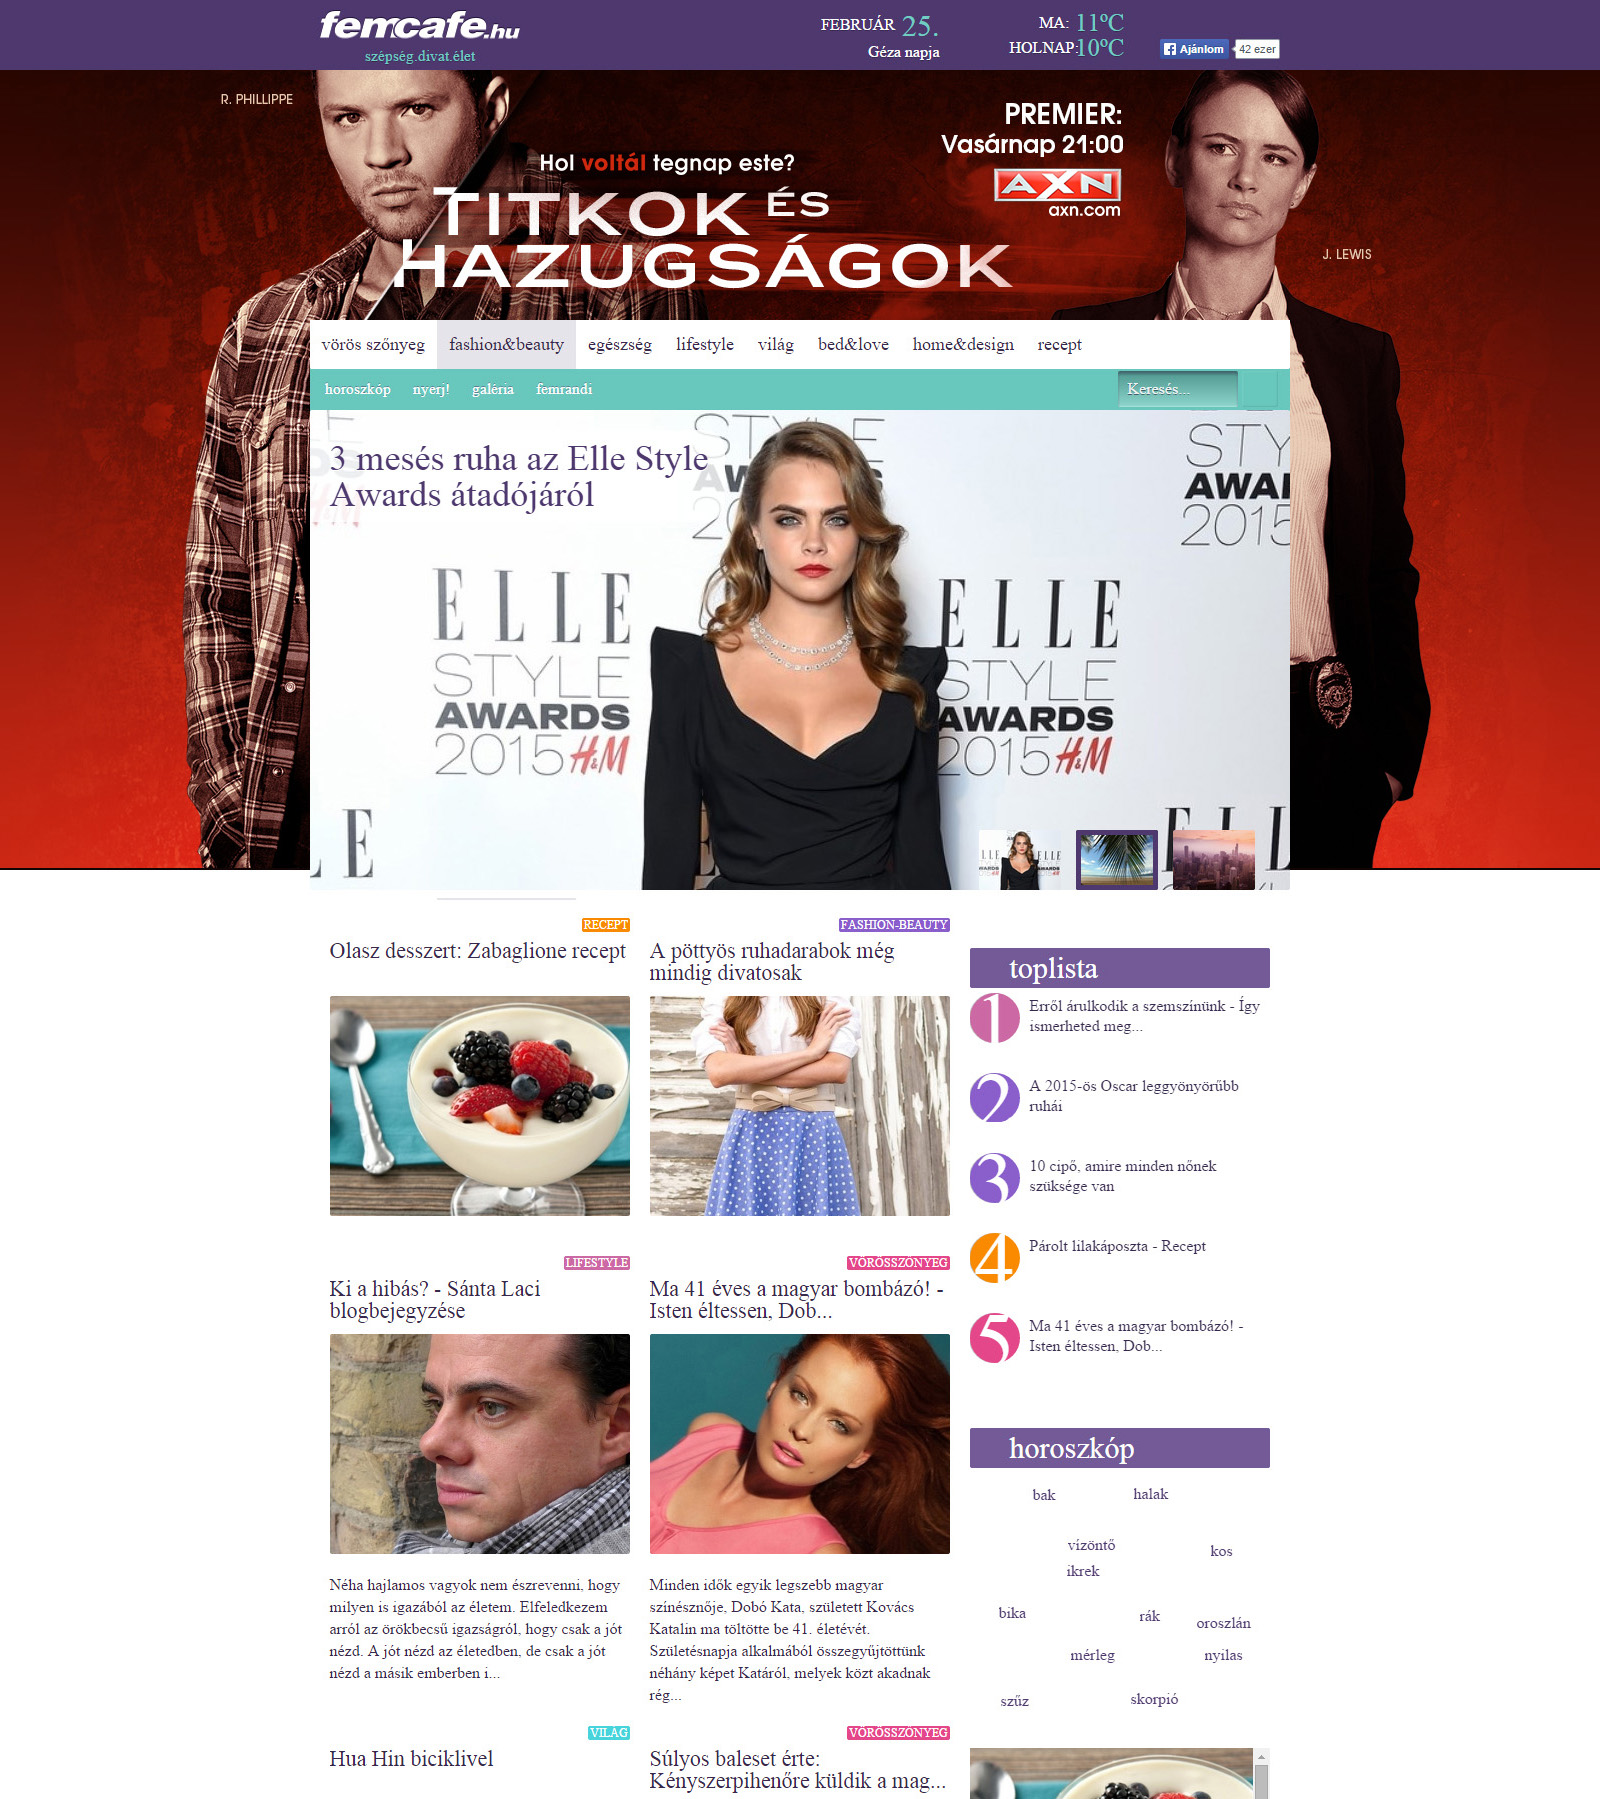 femcafe.hu
szépség.divat.élet
FEBRUÁR 25.
Géza napja
MA: 11°C
HOLNAP:10°C
Ajánlom
42 ezer
R. PHILLIPPE
PREMIER:
Vasárnap 21:00
AXN
axn.com
Hol voltál tegnap este?
TITKOK ÉS
HAZUGSÁGOK
J. LEWIS
vörös szőnyeg fashion&beauty egészség lifestyle világ bed&love home&design recept
horoszkóp nyerj! galéria femrandi
Keresés...
3 mesés ruha az Elle Style
Awards átadójáról
STYLE
AWARDS
2015
ELLE
STYLE
AWARDS
2015 H&M
ELLE
STYLE
AWARDS
2015 H&M
RECEPT
Olasz desszert: Zabaglione recept
FASHION-BEAUTY
A pöttyös ruhadarabok még
mindig divatosak
LIFESTYLE
Ki a hibás? - Sánta Laci
blogbejegyzése
Néha hajlamos vagyok nem észrevenni, hogy
milyen is igazából az életem. Elfeledkezem
arról az örökbecsű igazságról, hogy csak a jót
nézd. A jót nézd az életedben, de csak a jót
nézd a másik emberben i...
VÖRÖSSZŐNYEG
Ma 41 éves a magyar bombázó! -
Isten éltessen, Dob...
Minden idők egyik legszebb magyar
színésznője, Dobó Kata, született Kovács
Katalin ma töltötte be 41. életévét.
Születésnapja alkalmából összegyűjtöttünk
néhány képet Katáról, melyek közt akadnak
rég...
VILÁG
Hua Hin biciklivel
VÖRÖSSZŐNYEG
Súlyos baleset érte:
Kényszerpihenőre küldik a mag...
toplista
1 Erről árulkodik a szemszínünk - Így
ismerheted meg...
2 A 2015-ös Oscar leggyönyörűbb
ruhái
3 10 cipő, amire minden nőnek
szüksége van
4 Párolt lilakáposzta - Recept
5 Ma 41 éves a magyar bombázó! -
Isten éltessen, Dob...
horoszkóp
bak halak
vízöntő
kos
ikrek
bika rák oroszlán
mérleg nyilas
szűz skorpió